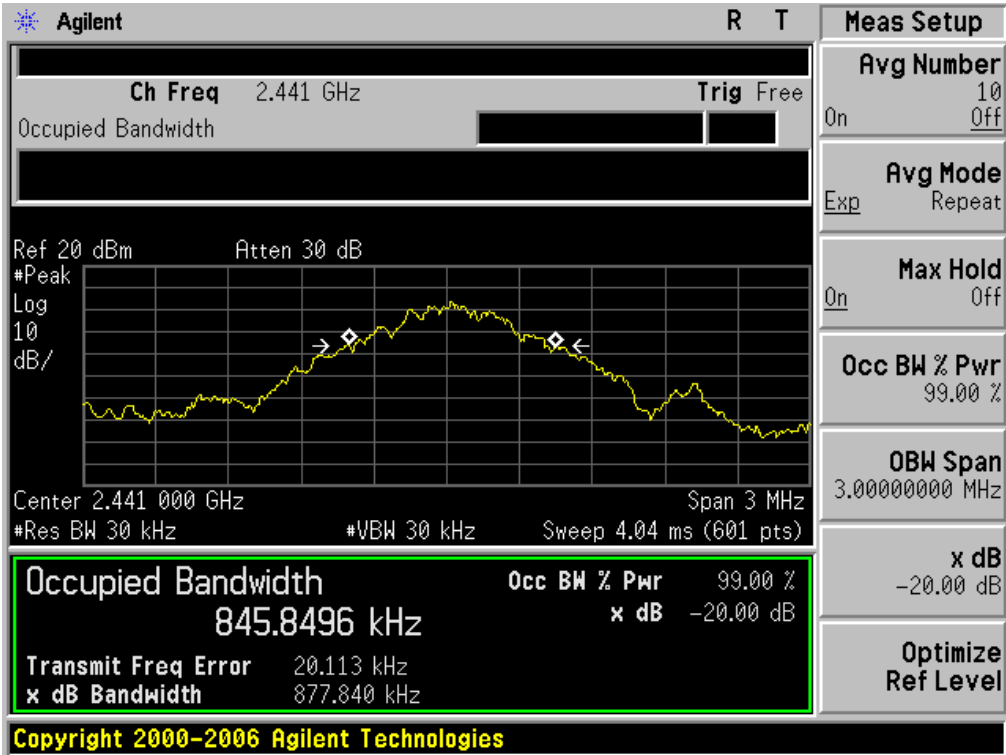 Agilent R T
Ch Freq 2.441 GHz Trig Free
Occupied Bandwidth
Ref 20 dBm Atten 30 dB
#Peak
Log
10
dB/
Center 2.441 000 GHz Span 3 MHz
#Res BW 30 kHz #VBW 30 kHz Sweep 4.04 ms (601 pts)
Occupied Bandwidth Occ BW % Pwr 99.00 %
845.8496 kHz x dB -20.00 dB
Transmit Freq Error 20.113 kHz
x dB Bandwidth 877.840 kHz
Copyright 2000-2006 Agilent Technologies
Meas Setup
Avg Number
10
On Off
Avg Mode
Exp Repeat
Max Hold
On Off
Occ BW % Pwr
99.00 %
OBW Span
3.00000000 MHz
x dB
-20.00 dB
Optimize
Ref Level